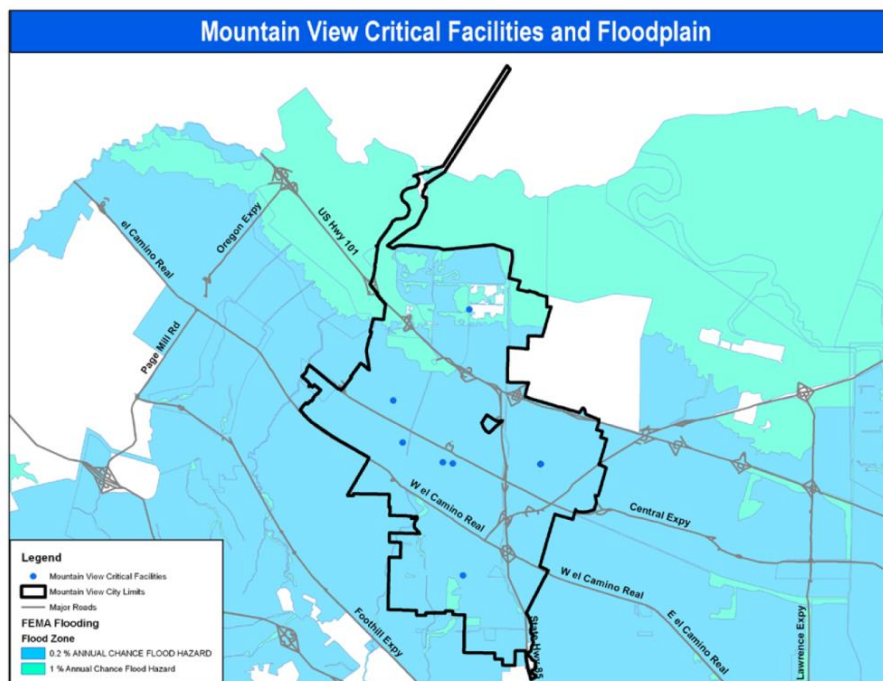 Mountain View Critical Facilities and Floodplain
el Camino Real
Oregon Expy
US Hwy 101
Page Mill Rd
W el Camino Real
Central Expy
W el Camino Real
E el Camino Real
Foothill Expy
State Hwy 85
Lawrence Expy
Legend
Mountain View Critical Facilities
Mountain View City Limits
Major Roads
FEMA Flooding
Flood Zone
0.2 % ANNUAL CHANCE FLOOD HAZARD
1 % Annual Chance Flood Hazard